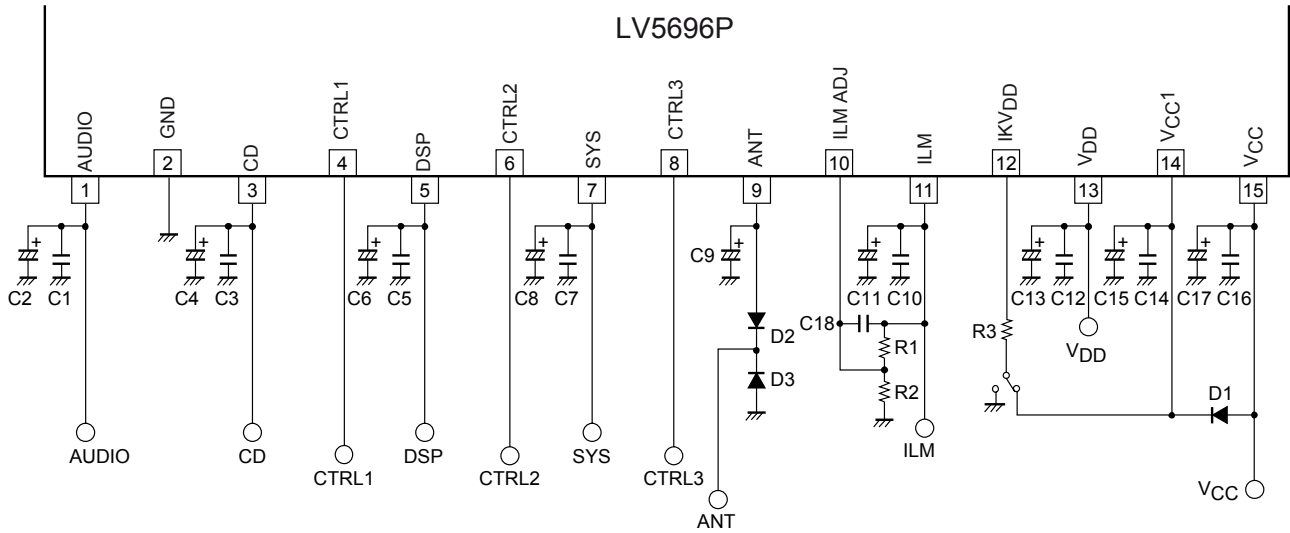 LV5696P
AUDIO
GND
CD
CTRL1
DSP
CTRL2
SYS
CTRL3
ANT
ILM ADJ
ILM
IKVDD
VDD
VCC1
VCC
1
2
3
4
5
6
7
8
9
10
11
12
13
14
15
+
+
+
+
+
+
+
+
+
C2
C1
C4
C3
C6
C5
C8
C7
C9
C11
C10
C13
C12
C15
C14
C17
C16
C18
D2
R1
R3
VDD
D3
R2
D1
AUDIO
CD
CTRL1
DSP
CTRL2
SYS
CTRL3
ANT
ILM
VCC